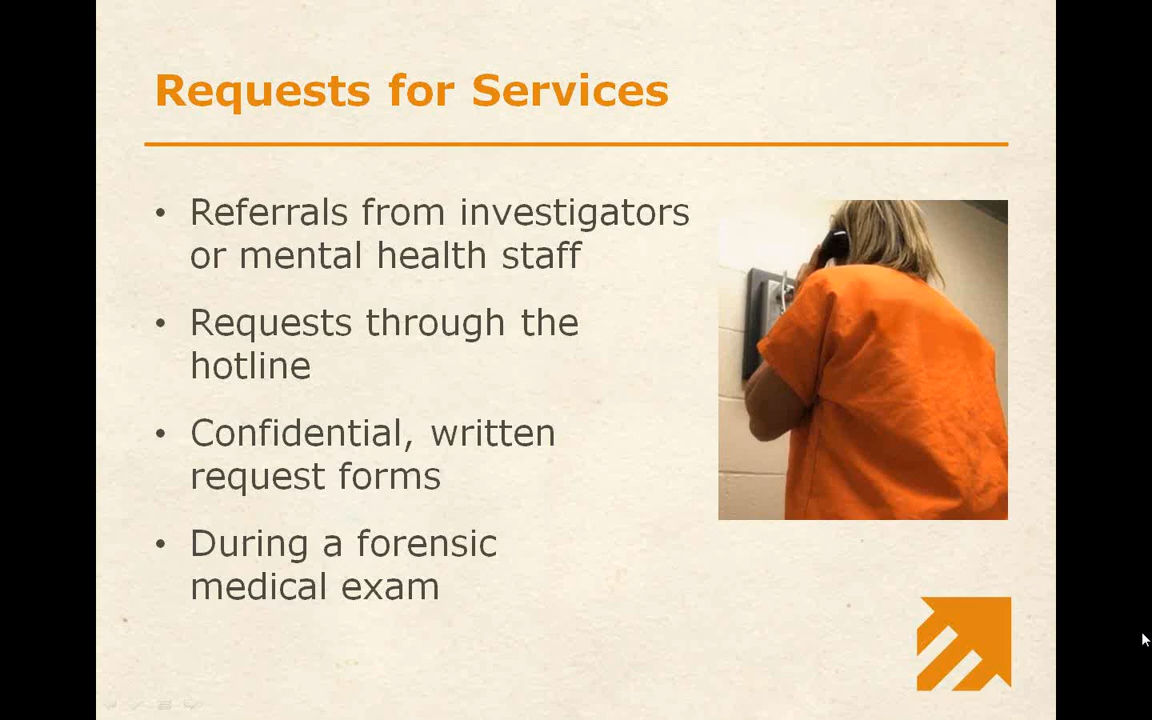 Requests for Services
• Referrals from investigators
or mental health staff
• Requests through the
hotline
• Confidential, written
request forms
• During a forensic
medical exam